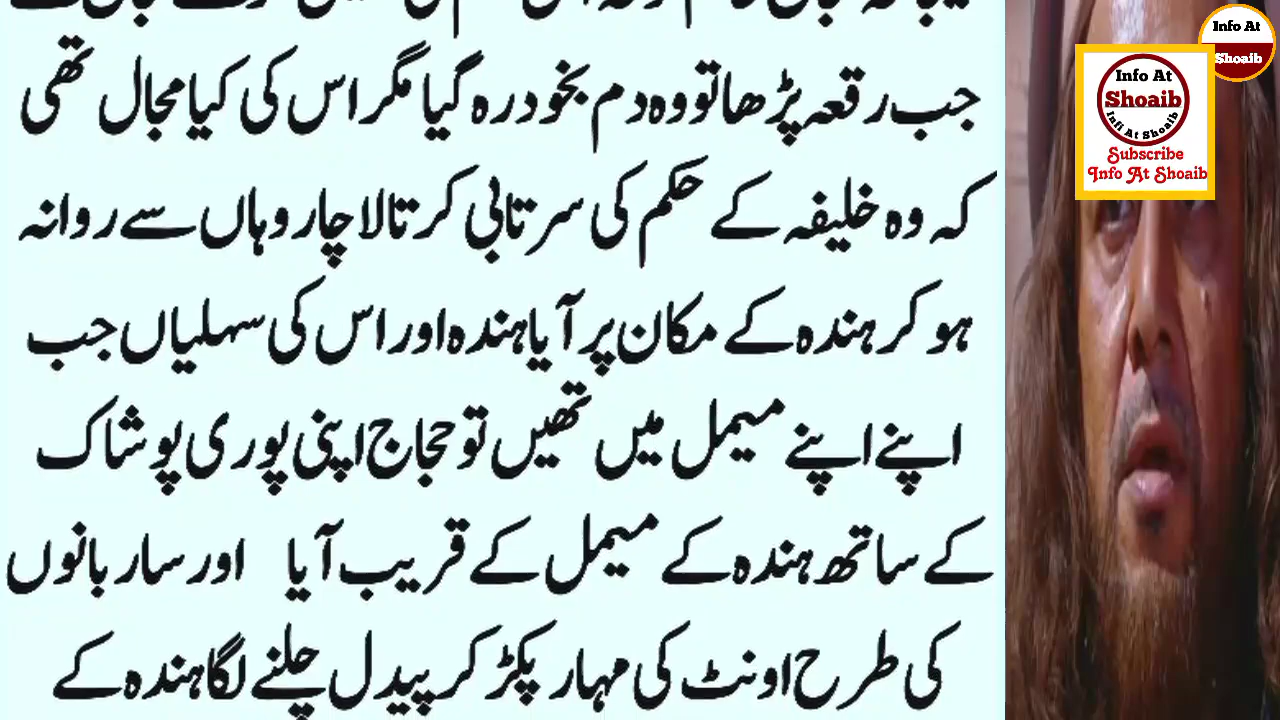 جب رقعہ پڑھا تو وہ دم بخود رہ گیا مگر اس کی کیا مجال تھی
کہ وہ خلیفہ کے حکم کی سرتابی کرتا لاچار وہاں سے روانہ
ہو کر ہندہ کے مکان پر آیا ہندہ اور اس کی سہلیاں جب
اپنے اپنے میمل میں تھیں تو حجاج اپنی پوری پوشاک
کے ساتھ ہندہ کے میمل کے قریب آیا اور ساربانوں
کی طرح اونٹ کی مہار پکڑ کر پیدل چلنے لگا ہندہ کے
Info At
Shoaib
Info At
Shoaib
Infi At Shoaib
Subscribe
Info At Shoaib